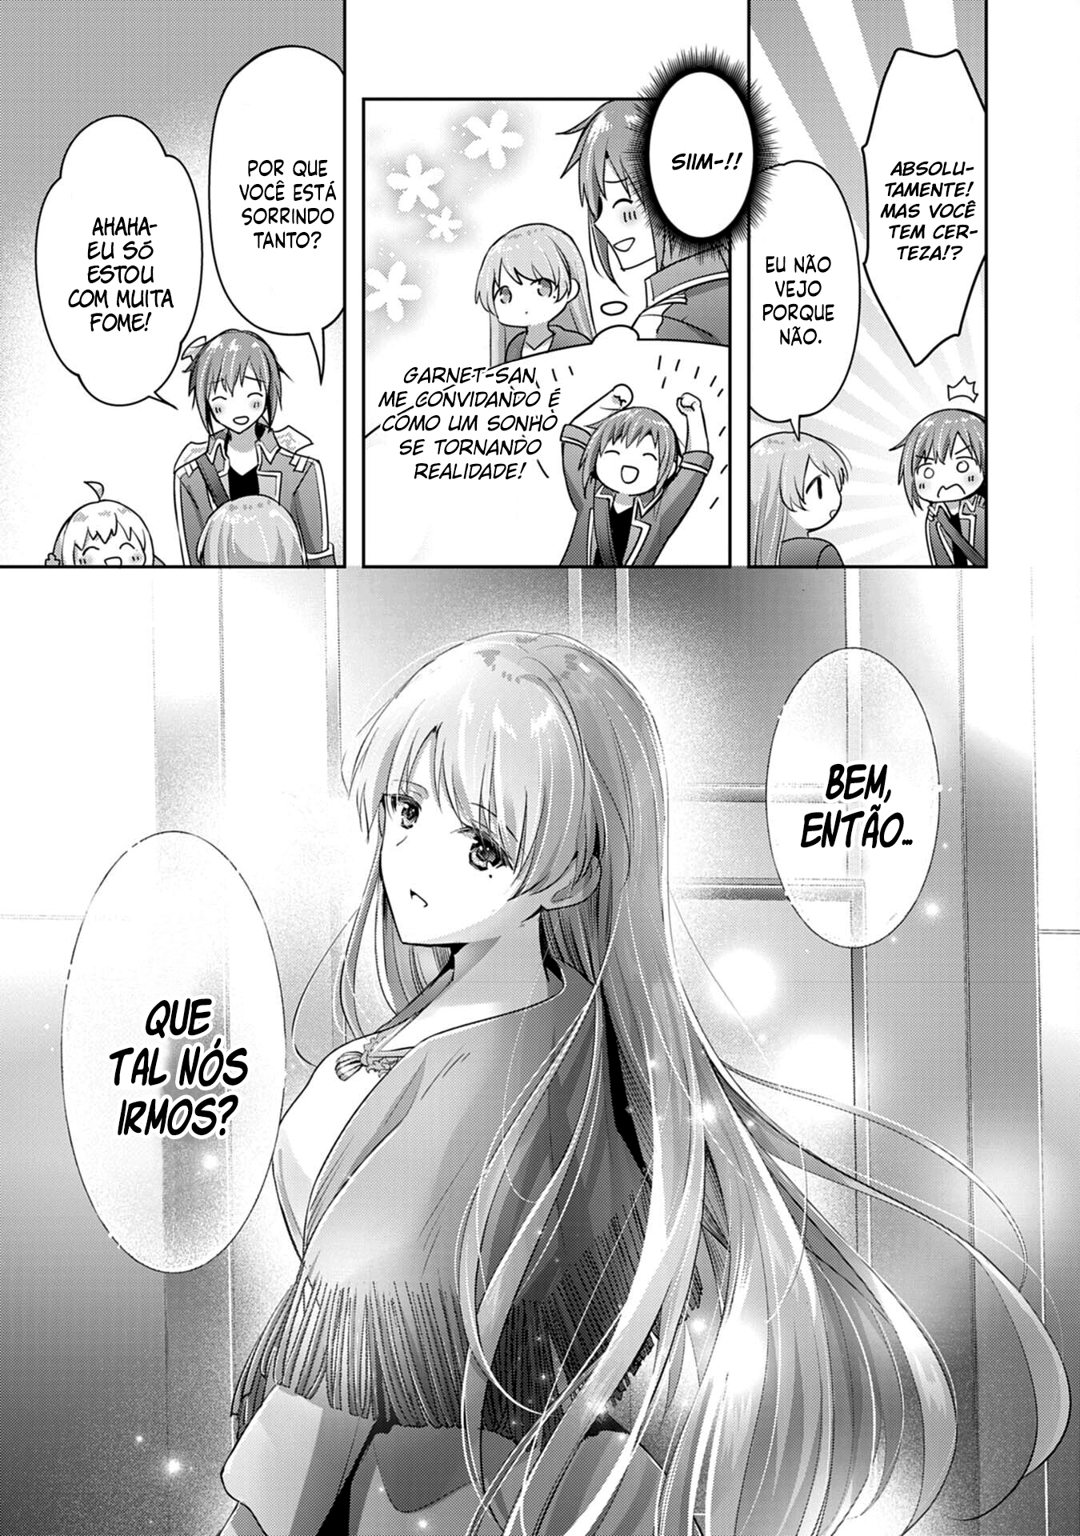 ABSOLU-
TAMENTE!
MAS VOCÊ
TEM CER-
TEZA!?
EU NÃO
VEJO
PORQUE
NÃO.
SIIM-!!
GARNET-SAN
ME CONVIDANDO É
COMO UM SONHO
SE TORNANDO
REALIDADE!
POR QUE
VOCÊ ESTÁ
SORRINDO
TANTO?
AHAHA-
EU SÓ
ESTOU
COM MUITA
FOME!
BEM,
ENTÃO...
QUE
TAL NÓS
IRMOS?